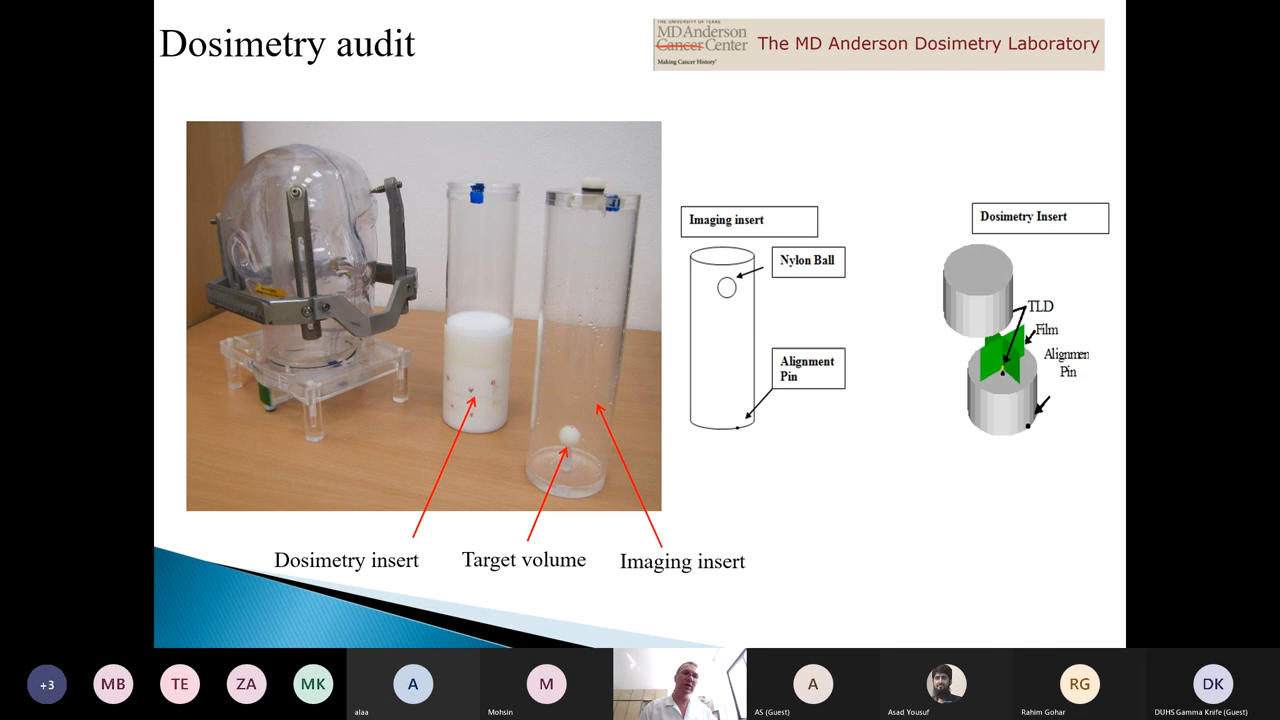 Dosimetry audit
THE UNIVERSITY OF TEXAS
MD Anderson
Cancer Center
Making Cancer History®
The MD Anderson Dosimetry Laboratory
Imaging insert
Nylon Ball
Alignment
Pin
Dosimetry Insert
TLD
Film
Alignmen
Pin
Dosimetry insert
Target volume
Imaging insert
+3
MB
TE
ZA
MK
A
alaa
M
Mohsin
A
AS (Guest)
Asad Yousuf
RG
Rahim Gohar
DK
DUHS Gamma Knife (Guest)